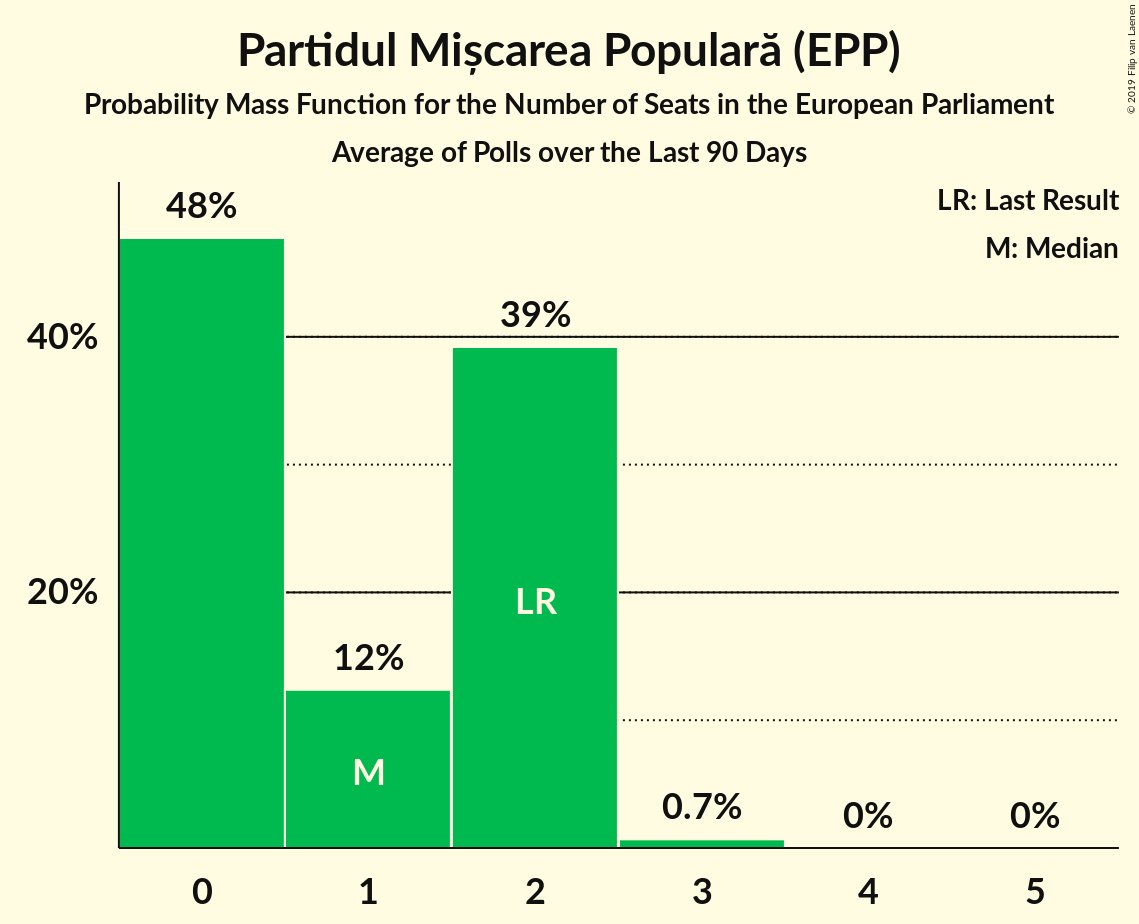 Partidul Mișcarea Populară (EPP)
Probability Mass Function for the Number of Seats in the European Parliament
Average of Polls over the Last 90 Days
© 2019 Filip van Laenen
LR: Last Result
M: Median
48%
39%
40%
LR
20%
12%
M
0.7%
0%
0%
0 1 2 3 4 5